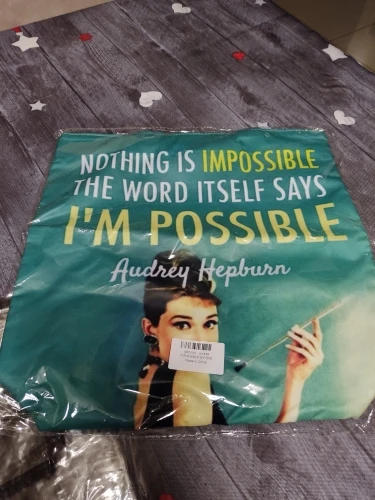 NOTHING IS IMPOSSIBLE
THE WORD ITSELF SAYS
I'M POSSIBLE
Audrey Hepburn